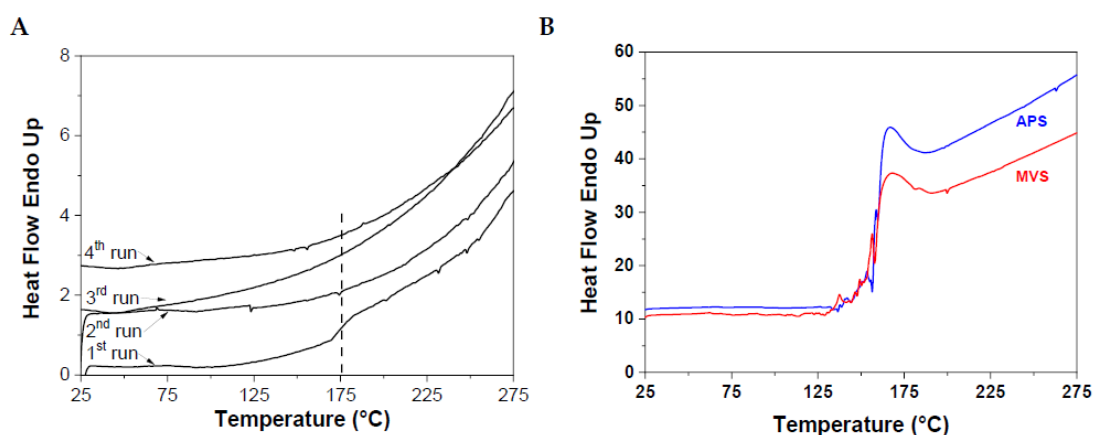 A
Heat Flow Endo Up
8
6
4
2
0
4th run
3rd run
2nd run
1st run
25 75 125 175 225 275
Temperature (°C)
B
Heat Flow Endo Up
60
50
40
30
20
10
0
APS
MVS
25 75 125 175 225 275
Temperature (°C)